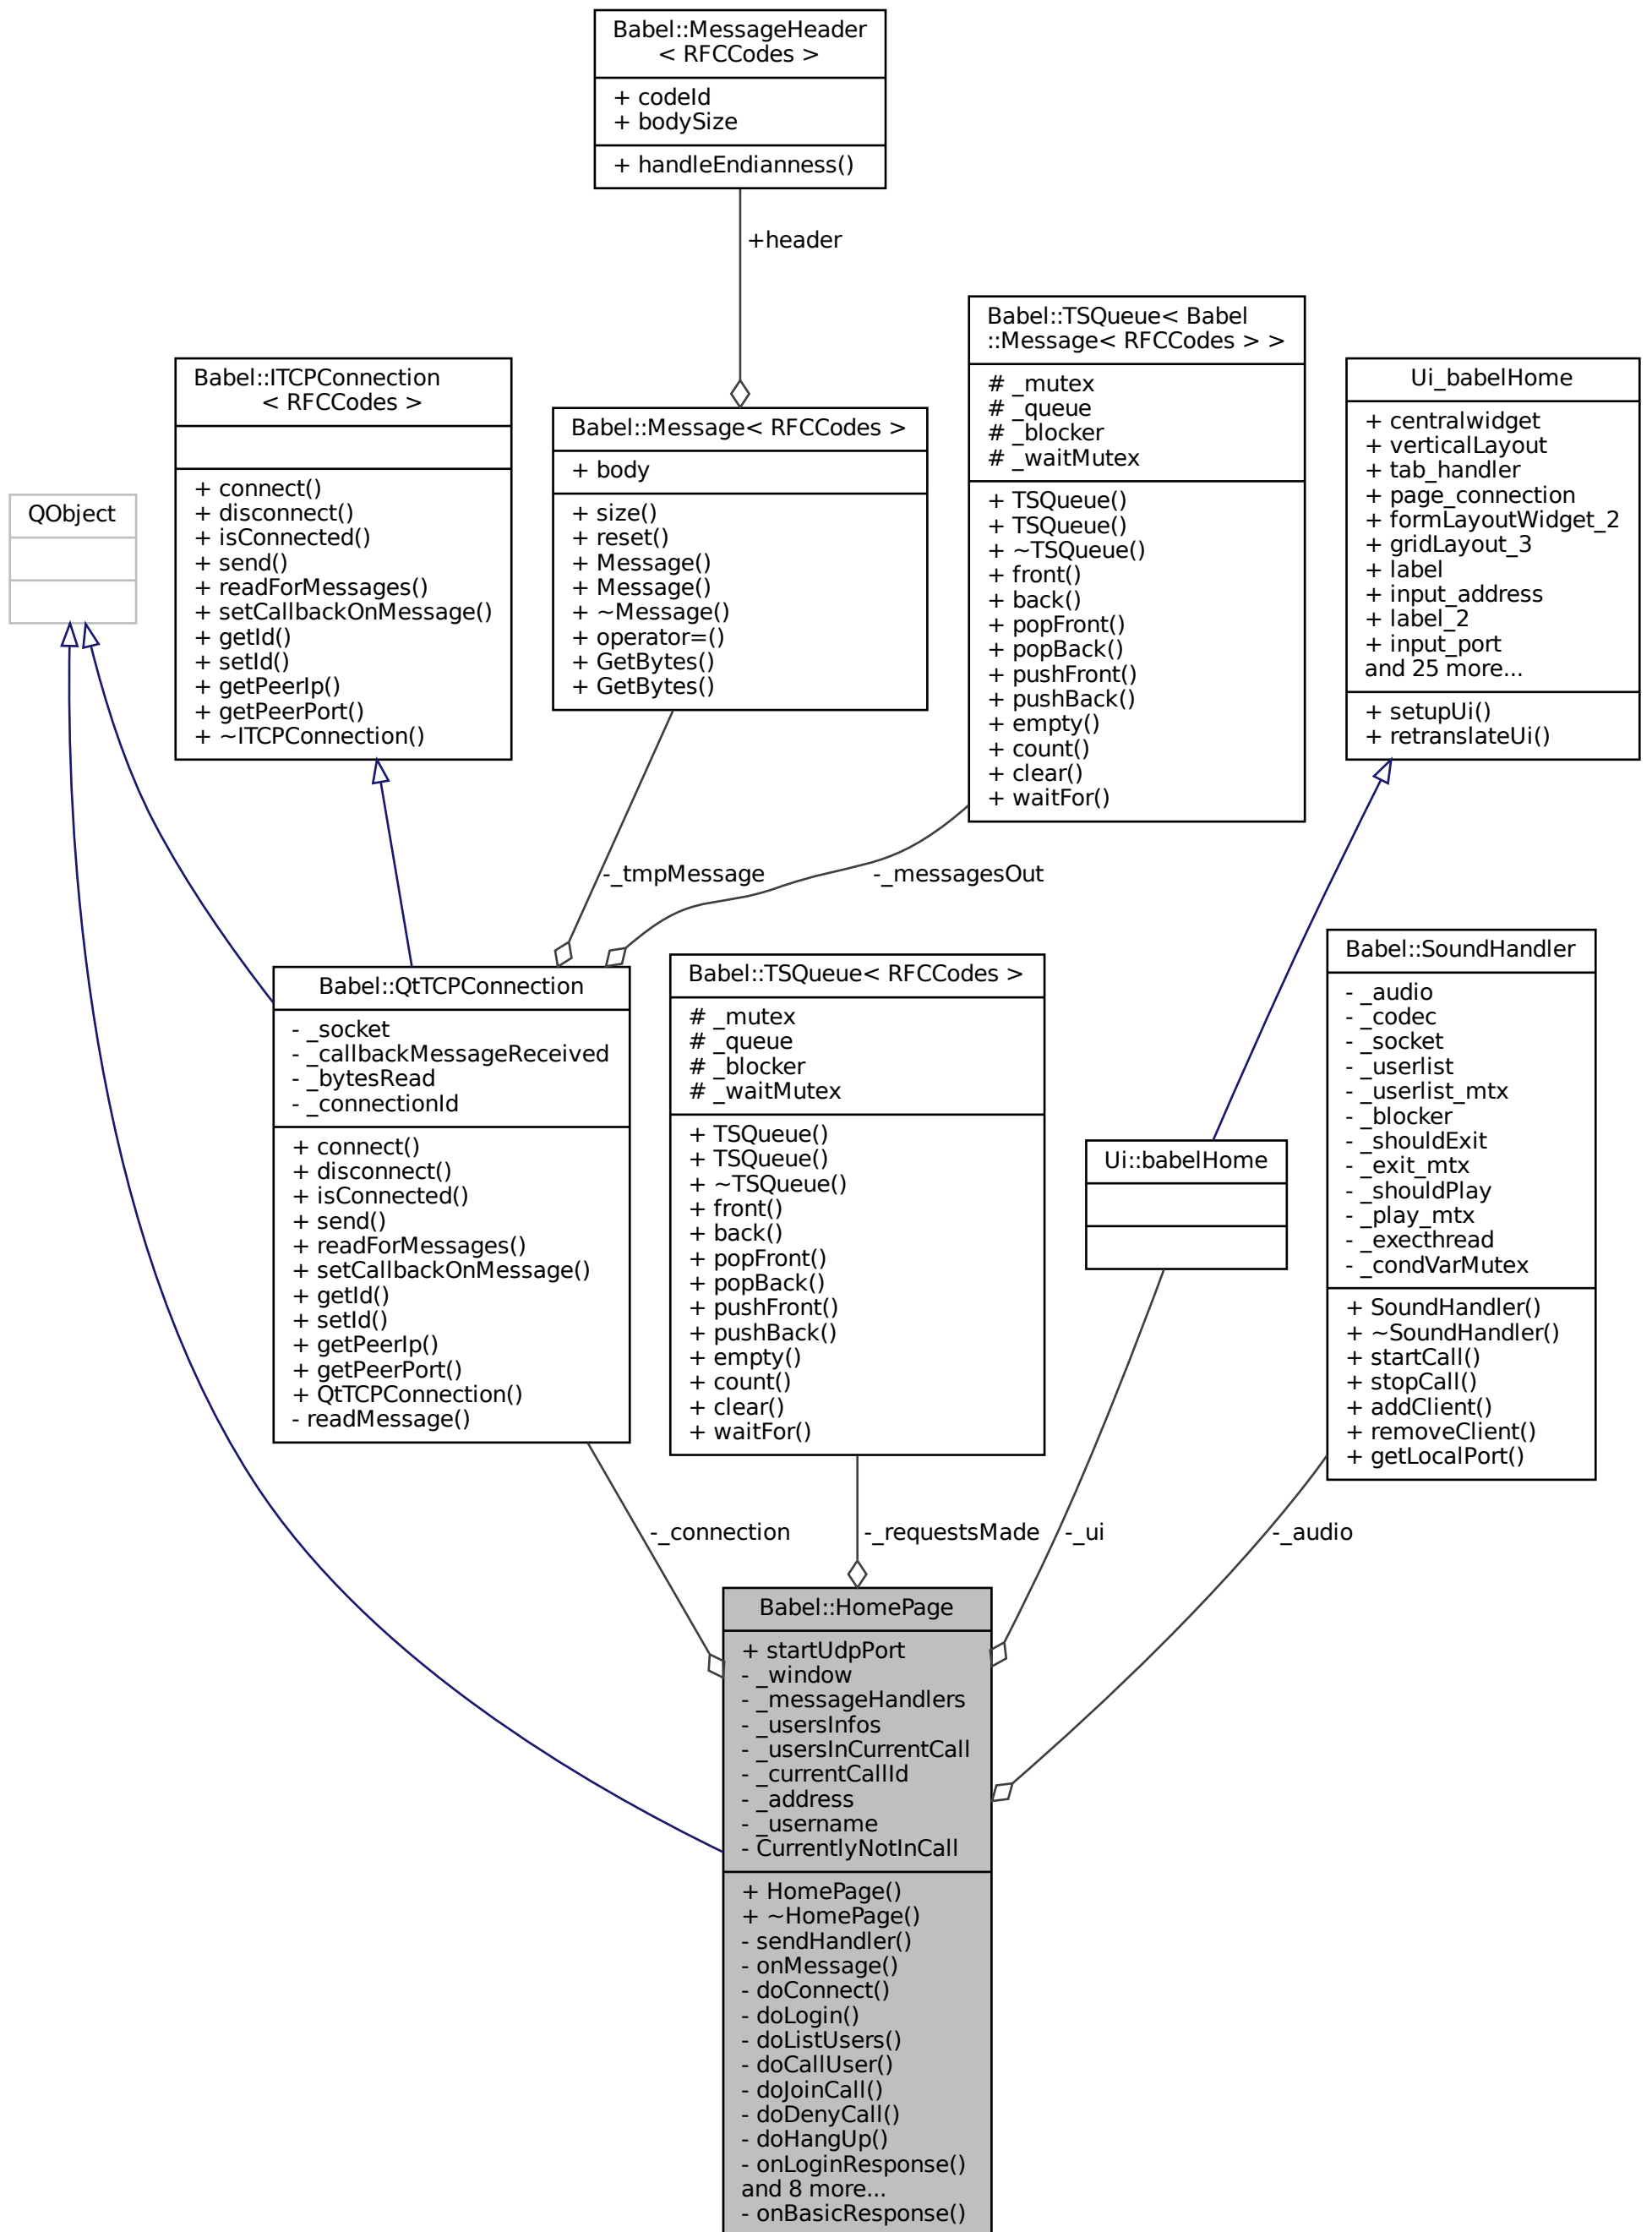 Babel::MessageHeader
< RFCCodes >
+ codeId
+ bodySize
+ handleEndianness()
+header
Babel::TSQueue< Babel
::Message< RFCCodes > >
# _mutex
# _queue
# _blocker
# _waitMutex
+ TSQueue()
+ TSQueue()
+ ~TSQueue()
+ front()
+ back()
+ popFront()
+ popBack()
+ pushFront()
+ pushBack()
+ empty()
+ count()
+ clear()
+ waitFor()
Babel::ITCPConnection
< RFCCodes >
+ connect()
+ disconnect()
+ isConnected()
+ send()
+ readForMessages()
+ setCallbackOnMessage()
+ getId()
+ setId()
+ getPeerIp()
+ getPeerPort()
+ ~ITCPConnection()
Ui_babelHome
+ centralwidget
+ verticalLayout
+ tab_handler
+ page_connection
+ formLayoutWidget_2
+ gridLayout_3
+ label
+ input_address
+ label_2
+ input_port
and 25 more...
+ setupUi()
+ retranslateUi()
Babel::Message< RFCCodes >
+ body
+ size()
+ reset()
+ Message()
+ Message()
+ ~Message()
+ operator=()
+ GetBytes()
+ GetBytes()
QObject
-_tmpMessage
-_messagesOut
Babel::QtTCPConnection
- _socket
- _callbackMessageReceived
- _bytesRead
- _connectionId
+ connect()
+ disconnect()
+ isConnected()
+ send()
+ readForMessages()
+ setCallbackOnMessage()
+ getId()
+ setId()
+ getPeerIp()
+ getPeerPort()
+ QtTCPConnection()
- readMessage()
Babel::TSQueue< RFCCodes >
# _mutex
# _queue
# _blocker
# _waitMutex
+ TSQueue()
+ TSQueue()
+ ~TSQueue()
+ front()
+ back()
+ popFront()
+ popBack()
+ pushFront()
+ pushBack()
+ empty()
+ count()
+ clear()
+ waitFor()
Ui::babelHome
Babel::SoundHandler
- _audio
- _codec
- _socket
- _userlist
- _userlist_mtx
- _blocker
- _shouldExit
- _exit_mtx
- _shouldPlay
- _play_mtx
- _execthread
- _condVarMutex
+ SoundHandler()
+ ~SoundHandler()
+ startCall()
+ stopCall()
+ addClient()
+ removeClient()
+ getLocalPort()
-_connection
-_requestsMade
-_ui
-_audio
Babel::HomePage
+ startUdpPort
- _window
- _messageHandlers
- _usersInfos
- _usersInCurrentCall
- _currentCallId
- _address
- _username
- CurrentlyNotInCall
+ HomePage()
+ ~HomePage()
- sendHandler()
- onMessage()
- doConnect()
- doLogin()
- doListUsers()
- doCallUser()
- doJoinCall()
- doDenyCall()
- doHangUp()
- onLoginResponse()
and 8 more...
- onBasicResponse()